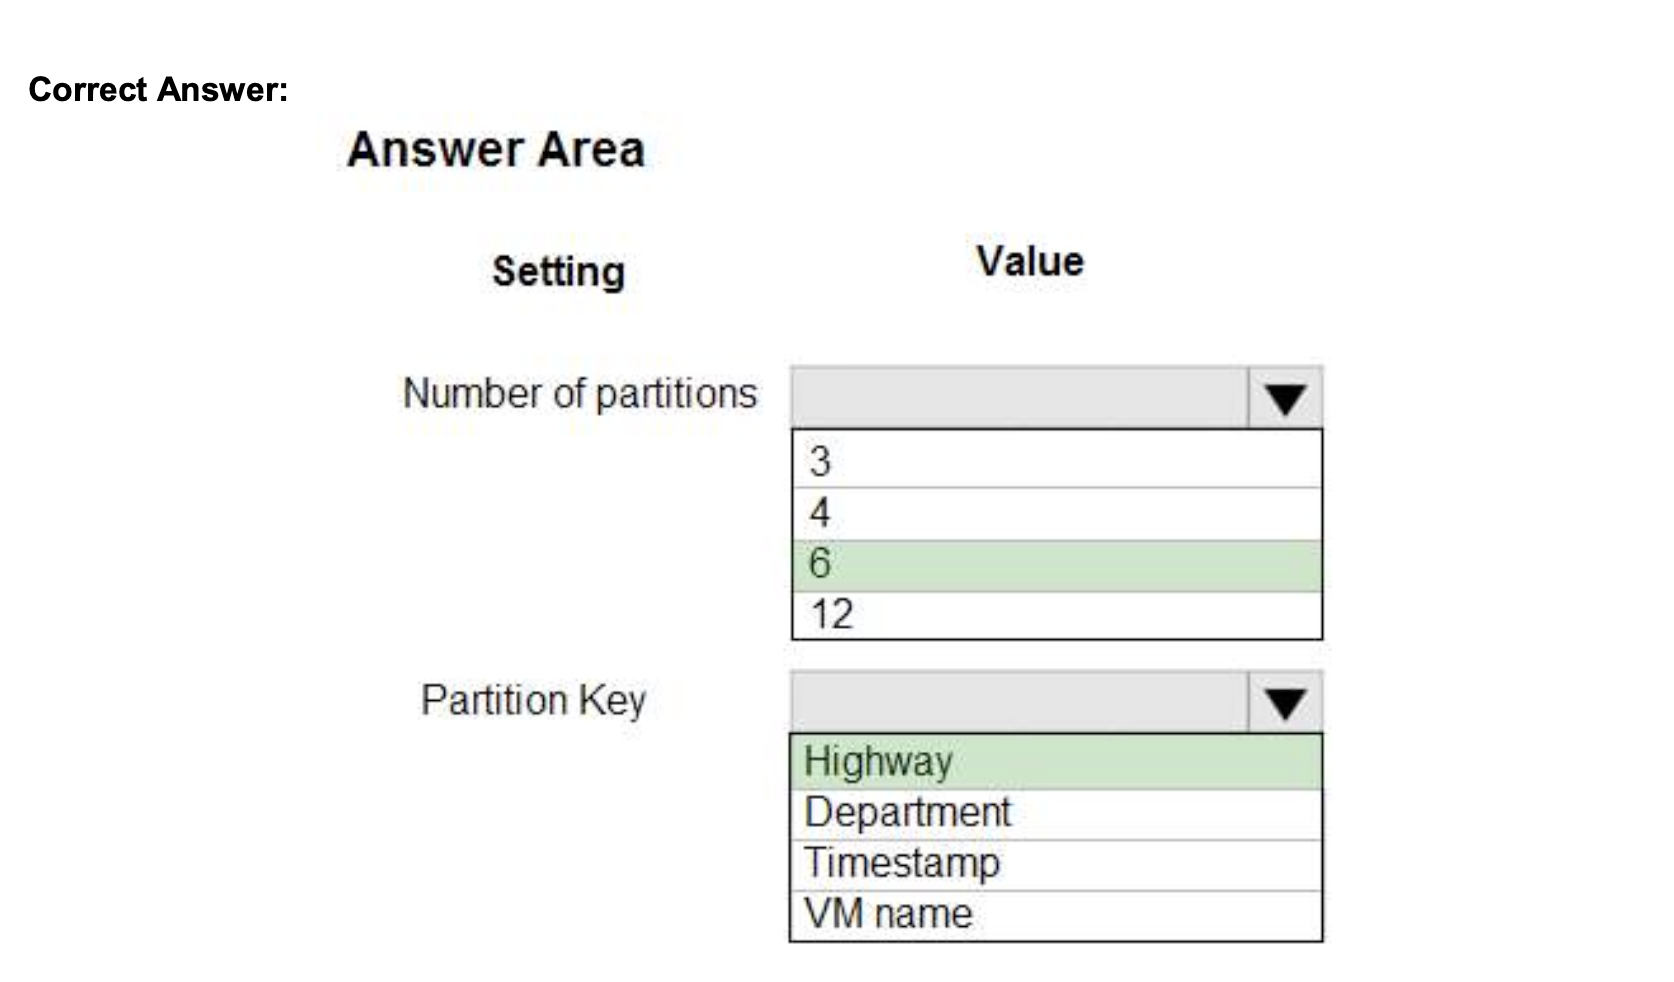 Correct Answer:
Answer Area
Setting
Value
Number of partitions
3
4
6
12
Partition Key
Highway
Department
Timestamp
VM name